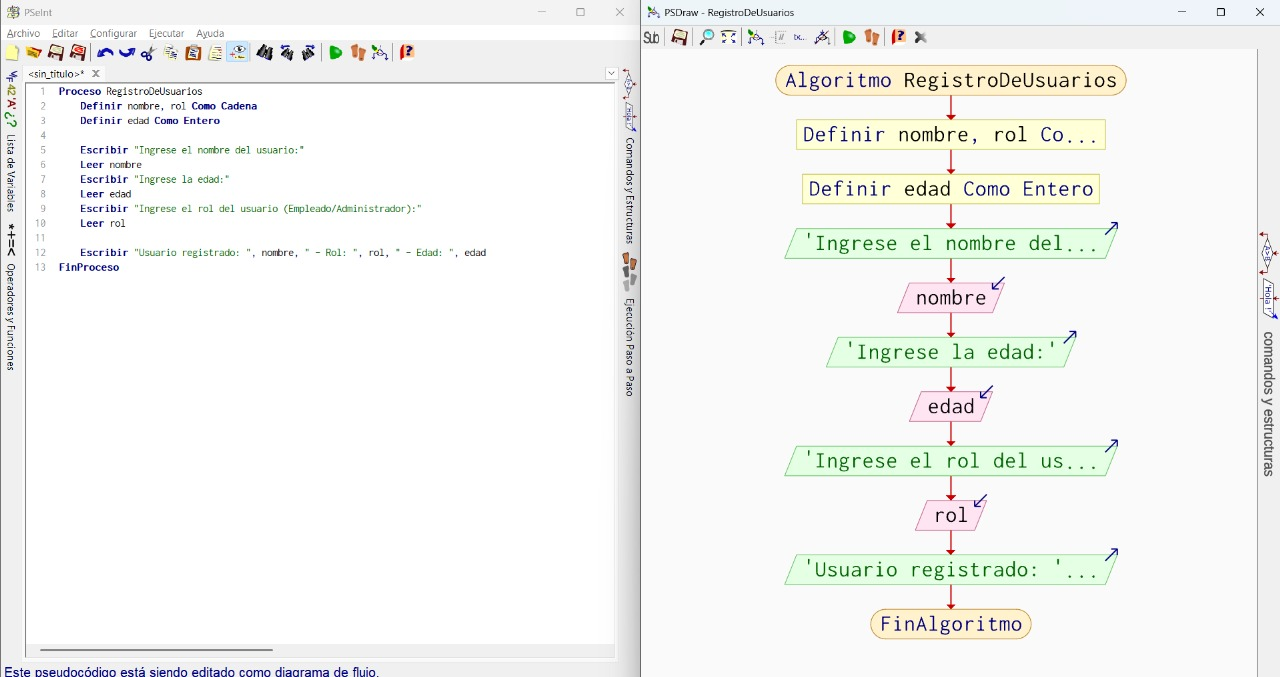 PSeInt
Archivo Editar Configurar Ejecutar Ayuda
<sin_titulo>*
1 Proceso RegistroDeUsuarios
2 Definir nombre, rol Como Cadena
3 Definir edad Como Entero
4
5 Escribir "Ingrese el nombre del usuario:"
6 Leer nombre
7 Escribir "Ingrese la edad:"
8 Leer edad
9 Escribir "Ingrese el rol del usuario (Empleado/Administrador):"
10 Leer rol
11
12 Escribir "Usuario registrado: ", nombre, " - Rol: ", rol, " - Edad: ", edad
13 FinProceso
Lista de Variables
*+=<
Operadores y Funciones
Comandos y Estructuras
Ejecución Paso a Paso
Este pseudocódigo está siendo editado como diagrama de flujo.
PSDraw - RegistroDeUsuarios
Sub
Algoritmo RegistroDeUsuarios
Definir nombre, rol Co...
Definir edad Como Entero
'Ingrese el nombre del...
nombre
'Ingrese la edad:'
edad
'Ingrese el rol del us...
rol
'Usuario registrado: '...
FinAlgoritmo
A>B
'Hola!'
comandos y estructuras